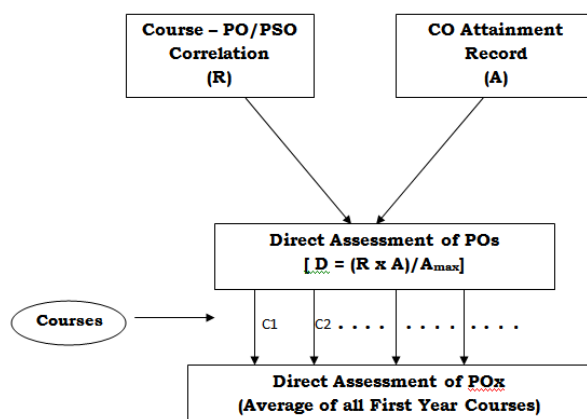 Course – PO/PSO
Correlation
(R)
CO Attainment
Record
(A)
Direct Assessment of POs
[ D = (R x A)/Amax]
Courses
C1 C2 . . . . . . . . . . . .
Direct Assessment of POx
(Average of all First Year Courses)